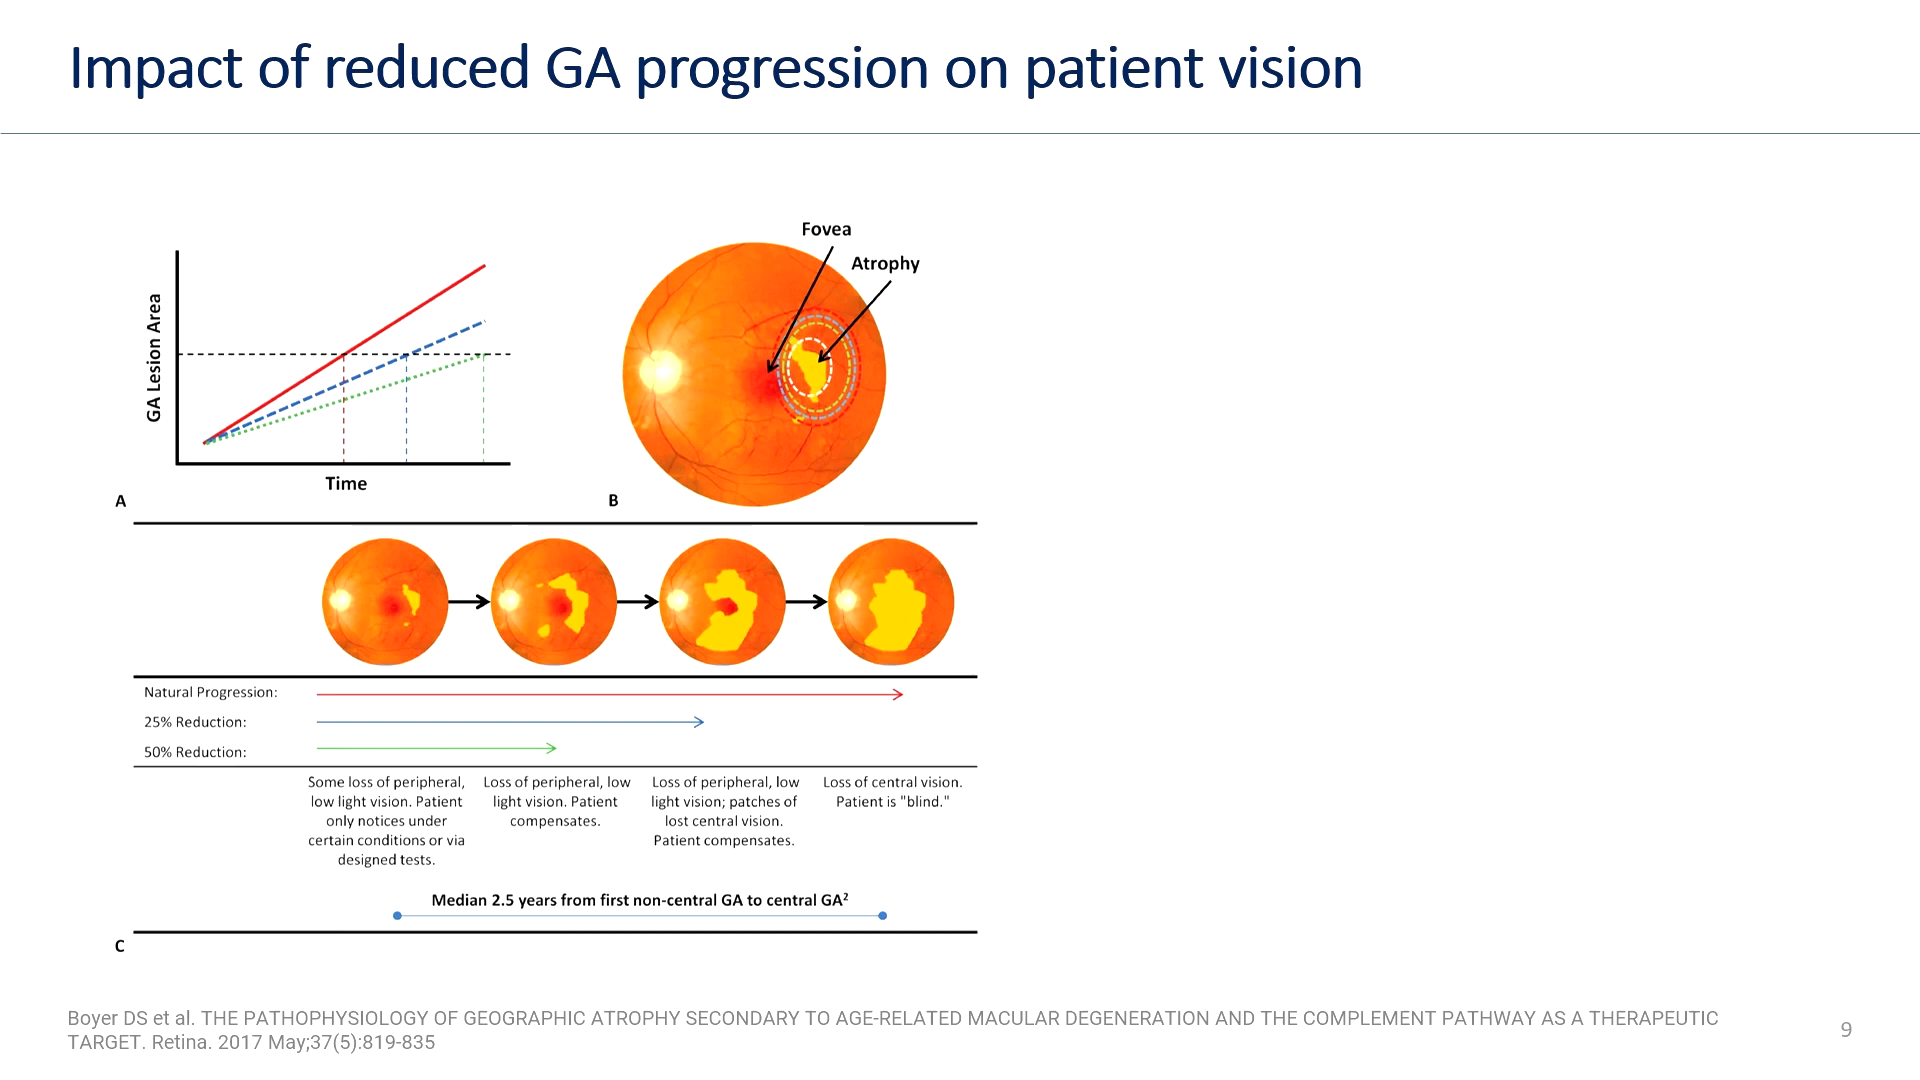 Impact of reduced GA progression on patient vision
GA Lesion Area
Time
A
Fovea
Atrophy
B
Natural Progression:
25% Reduction:
50% Reduction:
Some loss of peripheral,
low light vision. Patient
only notices under
certain conditions or via
designed tests.
Loss of peripheral, low
light vision. Patient
compensates.
Loss of peripheral, low
light vision; patches of
lost central vision.
Patient compensates.
Loss of central vision.
Patient is "blind."
Median 2.5 years from first non-central GA to central GA²
C
Boyer DS et al. THE PATHOPHYSIOLOGY OF GEOGRAPHIC ATROPHY SECONDARY TO AGE-RELATED MACULAR DEGENERATION AND THE COMPLEMENT PATHWAY AS A THERAPEUTIC
TARGET. Retina. 2017 May;37(5):819-835
9